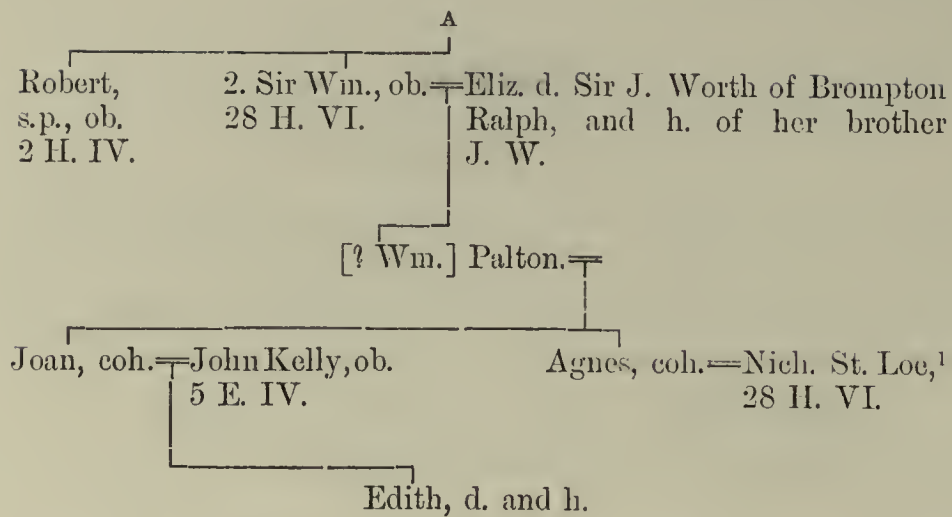 A
Robert,
s.p., ob.
2 H. IV.
2. Sir Wm., ob.
28 H. VI.
Eliz. d. Sir J. Worth of Brompton
Ralph, and h. of her brother
J. W.
[? Wm.] Palton.
Joan, coh.
John Kelly, ob.
5 E. IV.
Agnes, coh.
Nich. St. Loe,¹
28 H. VI.
Edith, d. and h.